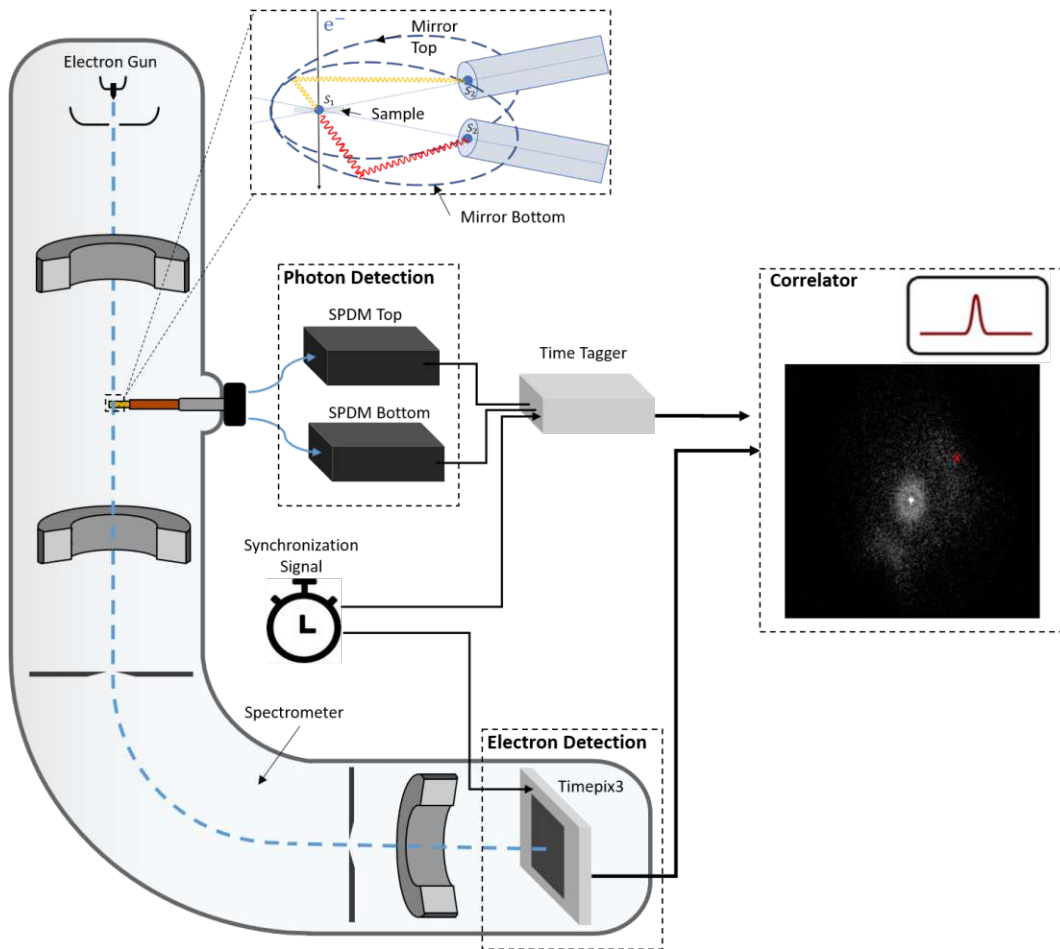 Electron Gun
e⁻
Mirror
Top
S₁
Sample
S₂
S₂
Mirror Bottom
Photon Detection
SPDM Top
SPDM Bottom
Time Tagger
Correlator
x
Synchronization
Signal
Spectrometer
Electron Detection
Timepix3